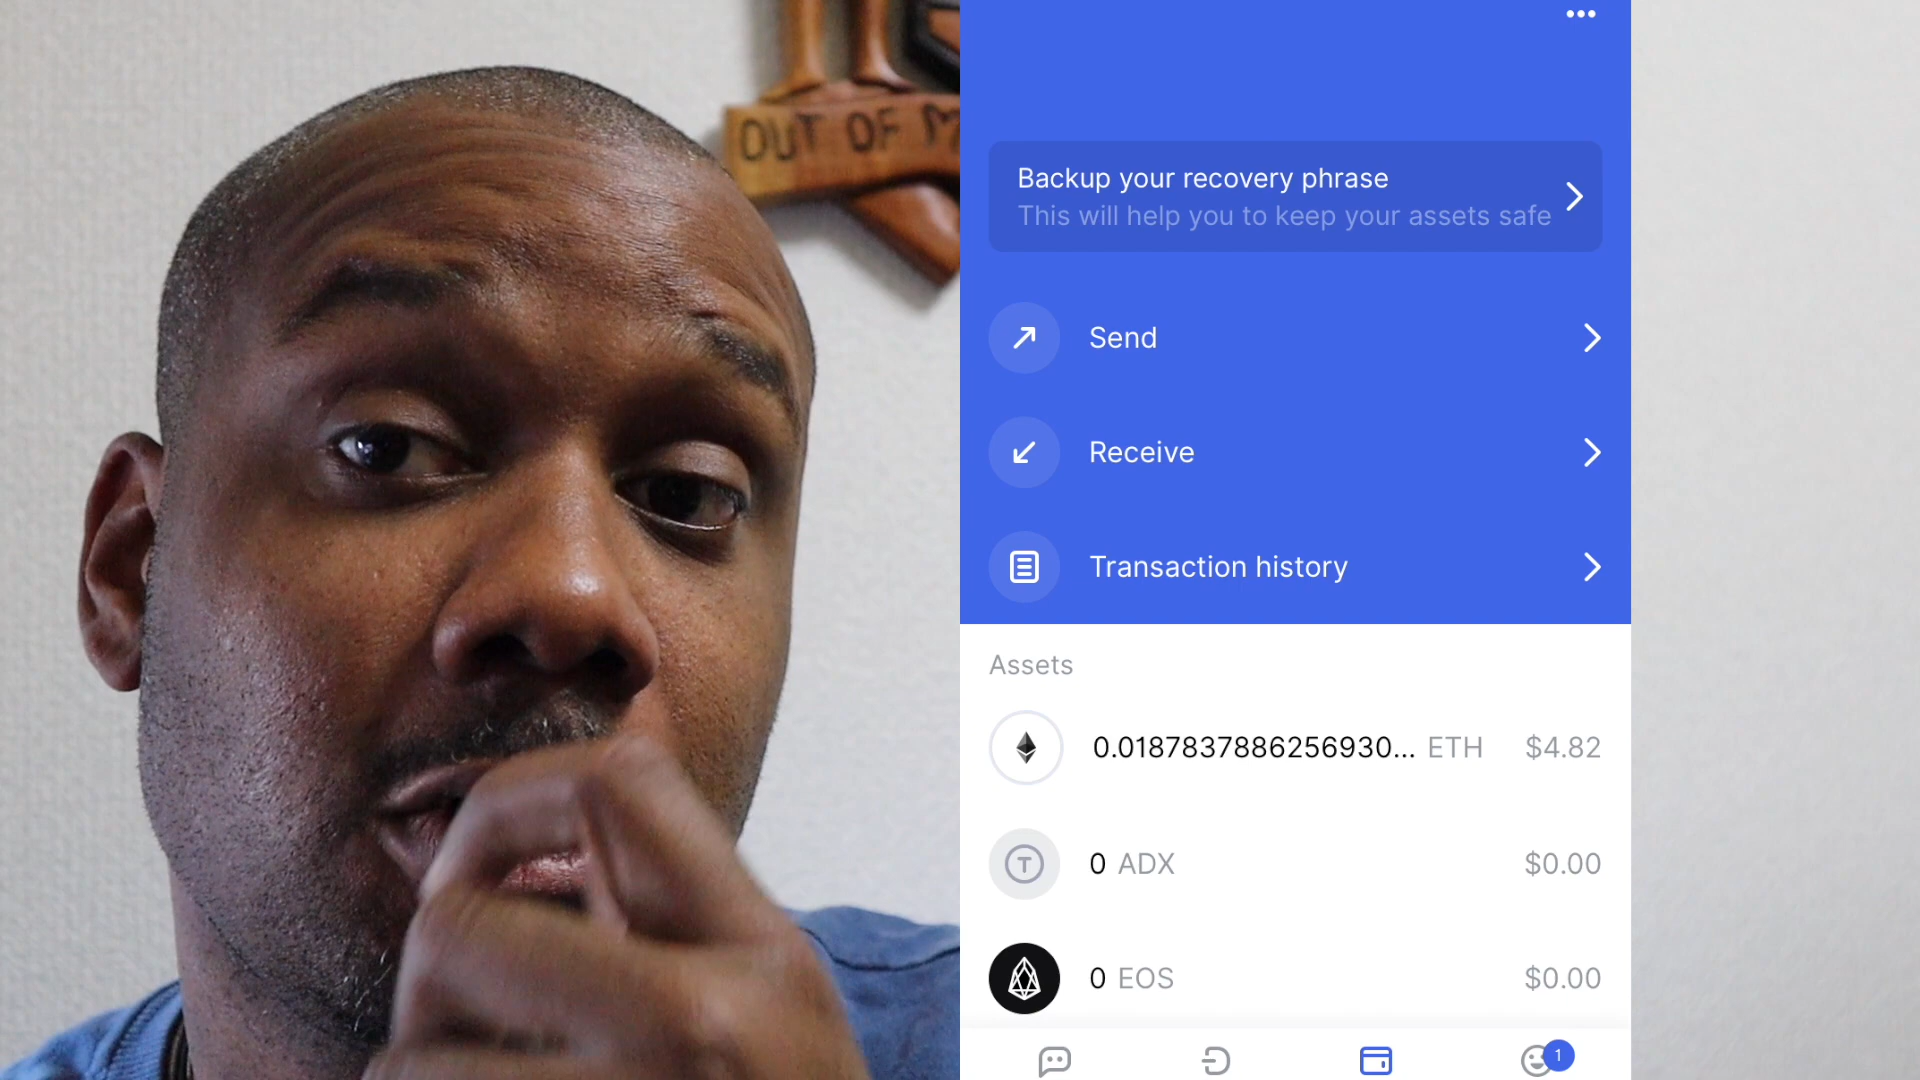 OUT OF
Backup your recovery phrase
This will help you to keep your assets safe
Send
Receive
Transaction history
Assets
0.0187837886256930... ETH $4.82
T
0 ADX $0.00
0 EOS $0.00
1